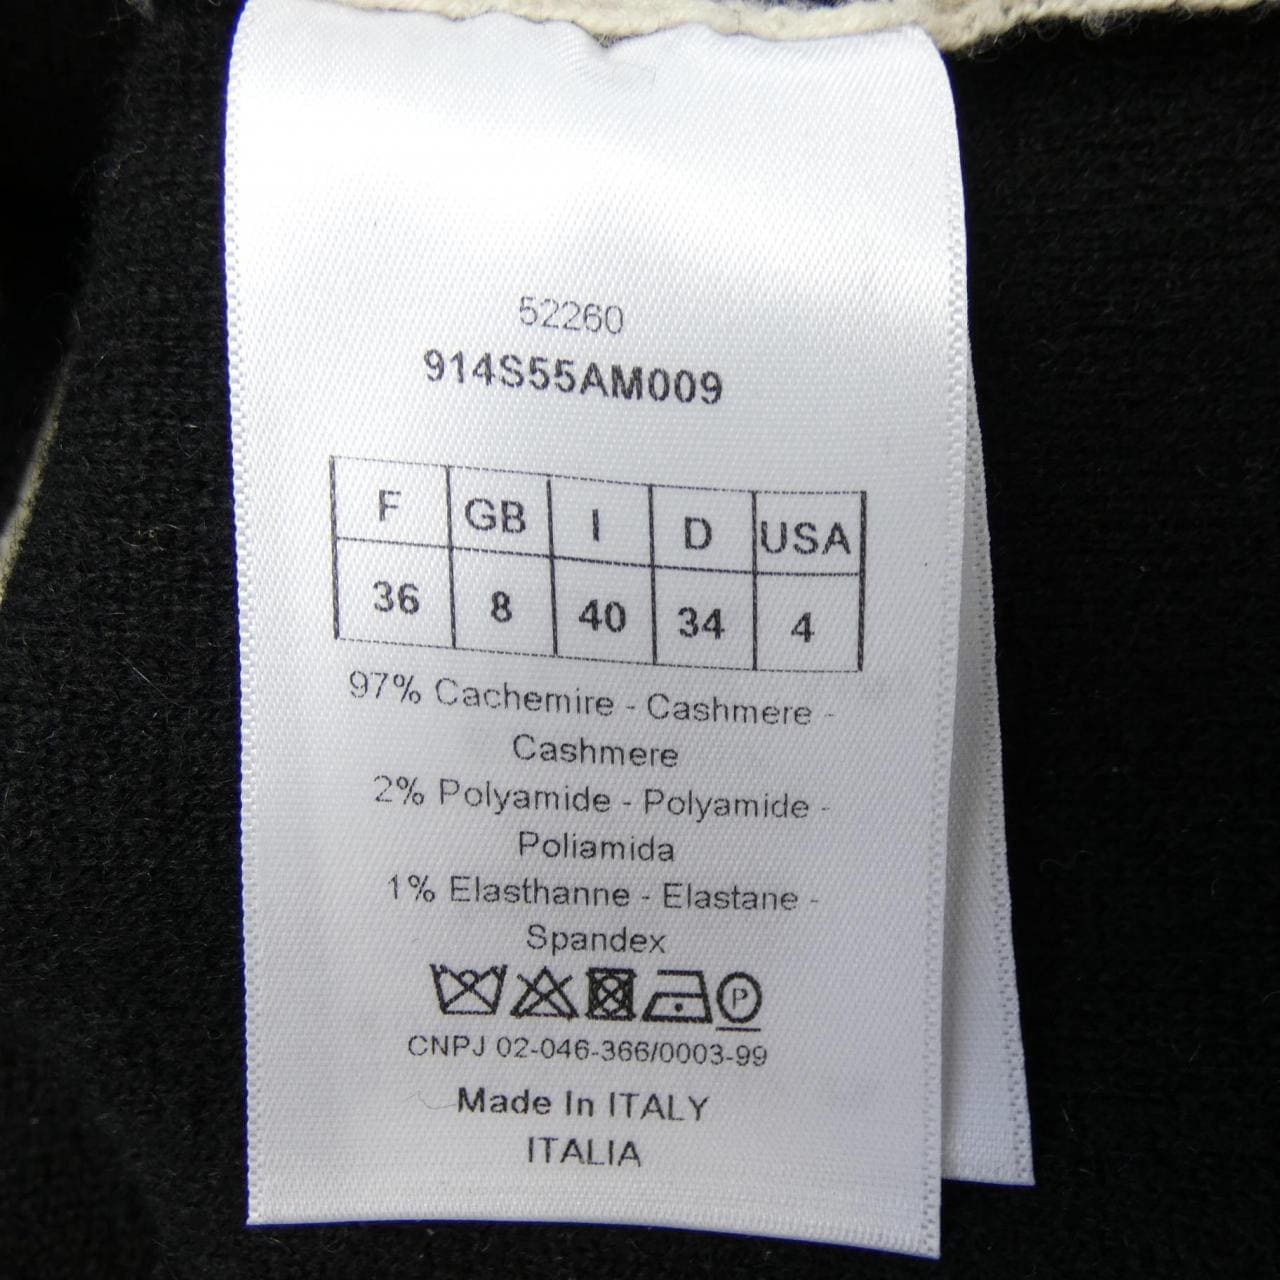 52260
914S55AM009
F GB I D USA
36 8 40 34 4
97% Cachemire - Cashmere -
Cashmere
2% Polyamide - Polyamide -
Poliamida
1% Elasthanne - Elastane -
Spandex
P
CNPJ 02-046-366/0003-99
Made In ITALY
ITALIA